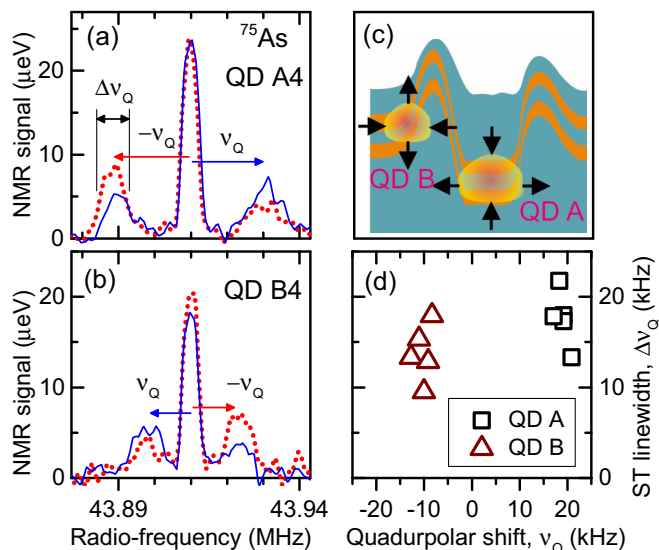 (a)
⁷⁵As
QD A4
Δν_Q
−ν_Q
ν_Q
NMR signal (μeV)
20
10
0
(b)
QD B4
ν_Q
−ν_Q
NMR signal (μeV)
20
10
0
43.89
43.94
Radio-frequency (MHz)
(c)
QD B
QD A
(d)
QD A
QD B
20
10
0
ST linewidth, Δν_Q (kHz)
-20
-10
0
10
20
Quadurpolar shift, ν_Q (kHz)